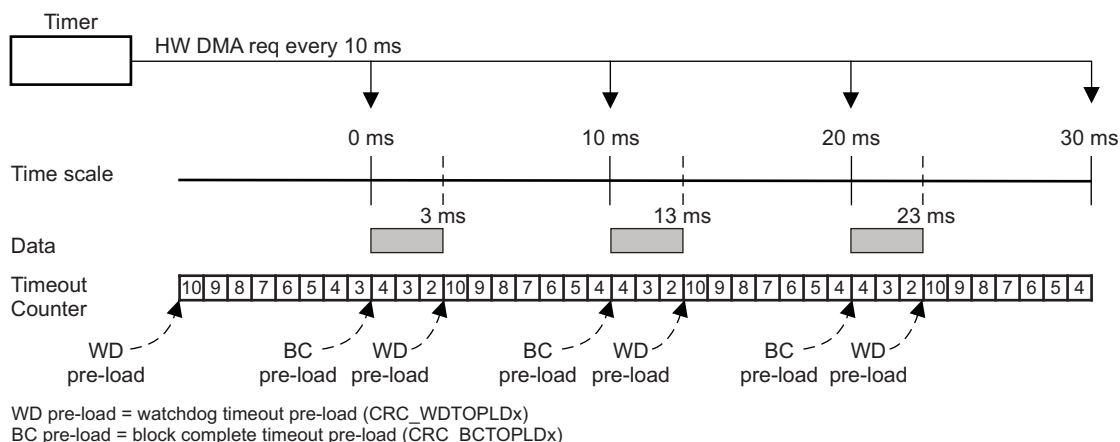 Timer
HW DMA req every 10 ms
0 ms 10 ms 20 ms 30 ms
Time scale
3 ms 13 ms 23 ms
Data
Timeout Counter
10 9 8 7 6 5 4 3 4 3 2 10 9 8 7 6 5 4 4 3 2 10 9 8 7 6 5 4 4 3 2 10 9 8 7 6 5 4
WD pre-load
BC pre-load
WD pre-load
BC pre-load
WD pre-load
BC pre-load
WD pre-load
WD pre-load = watchdog timeout pre-load (CRC_WDTOPLDx)
BC pre-load = block complete timeout pre-load (CRC_BCTOPLDx)